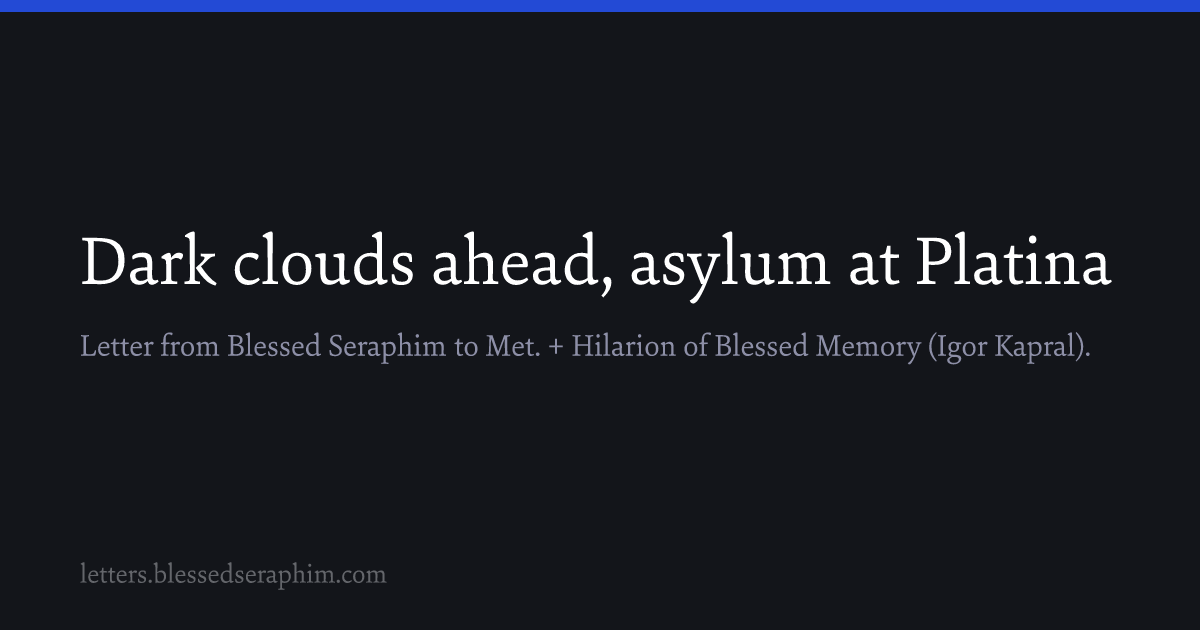 Dark clouds ahead, asylum at Platina
Letter from Blessed Seraphim to Met. + Hilarion of Blessed Memory (Igor Kapral).
letters.blessedseraphim.com